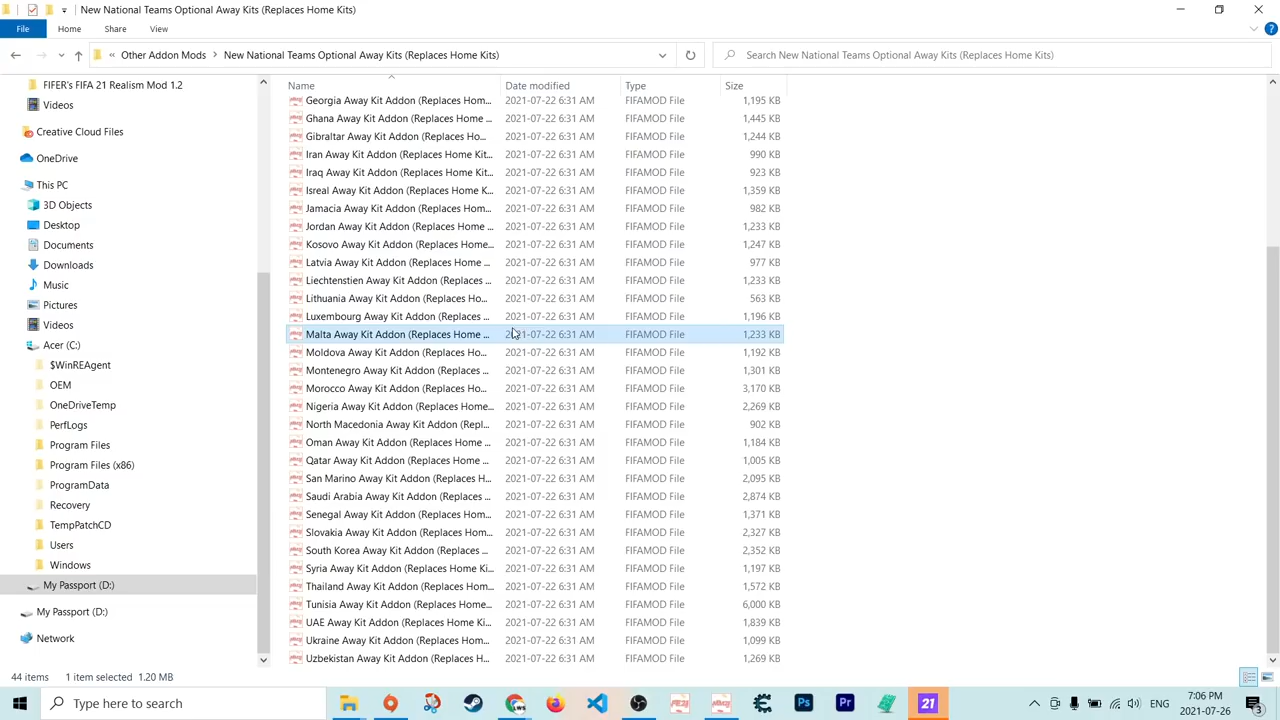 New National Teams Optional Away Kits (Replaces Home Kits)
File Home Share View
« Other Addon Mods > New National Teams Optional Away Kits (Replaces Home Kits)
Search New National Teams Optional Away Kits (Replaces Home Kits)
FIFER's FIFA 21 Realism Mod 1.2
Videos
Creative Cloud Files
OneDrive
This PC
3D Objects
Desktop
Documents
Downloads
Music
Pictures
Videos
Acer (C:)
$WinREAgent
OEM
OneDriveTemp
PerfLogs
Program Files
Program Files (x86)
ProgramData
Recovery
TempPatchCD
Users
Windows
My Passport (D:)
My Passport (D:)
Network
Name Date modified Type Size
Georgia Away Kit Addon (Replaces Hom... 2021-07-22 6:31 AM FIFAMOD File 1,195 KB
Ghana Away Kit Addon (Replaces Home ... 2021-07-22 6:31 AM FIFAMOD File 1,445 KB
Gibraltar Away Kit Addon (Replaces Ho... 2021-07-22 6:31 AM FIFAMOD File 1,244 KB
Iran Away Kit Addon (Replaces Home Kit... 2021-07-22 6:31 AM FIFAMOD File 990 KB
Iraq Away Kit Addon (Replaces Home Kit... 2021-07-22 6:31 AM FIFAMOD File 923 KB
Isreal Away Kit Addon (Replaces Home K... 2021-07-22 6:31 AM FIFAMOD File 1,359 KB
Jamacia Away Kit Addon (Replaces Hom... 2021-07-22 6:31 AM FIFAMOD File 982 KB
Jordan Away Kit Addon (Replaces Home ... 2021-07-22 6:31 AM FIFAMOD File 1,233 KB
Kosovo Away Kit Addon (Replaces Home... 2021-07-22 6:31 AM FIFAMOD File 1,247 KB
Latvia Away Kit Addon (Replaces Home ... 2021-07-22 6:31 AM FIFAMOD File 977 KB
Liechtenstien Away Kit Addon (Replaces ... 2021-07-22 6:31 AM FIFAMOD File 1,233 KB
Lithuania Away Kit Addon (Replaces Ho... 2021-07-22 6:31 AM FIFAMOD File 563 KB
Luxembourg Away Kit Addon (Replaces ... 2021-07-22 6:31 AM FIFAMOD File 1,196 KB
Malta Away Kit Addon (Replaces Home ... 2021-07-22 6:31 AM FIFAMOD File 1,233 KB
Moldova Away Kit Addon (Replaces Ho... 2021-07-22 6:31 AM FIFAMOD File 1,192 KB
Montenegro Away Kit Addon (Replaces ... 2021-07-22 6:31 AM FIFAMOD File 1,301 KB
Morocco Away Kit Addon (Replaces Ho... 2021-07-22 6:31 AM FIFAMOD File 3,170 KB
Nigeria Away Kit Addon (Replaces Home... 2021-07-22 6:31 AM FIFAMOD File 2,269 KB
North Macedonia Away Kit Addon (Repl... 2021-07-22 6:31 AM FIFAMOD File 902 KB
Oman Away Kit Addon (Replaces Home ... 2021-07-22 6:31 AM FIFAMOD File 1,184 KB
Qatar Away Kit Addon (Replaces Home ... 2021-07-22 6:31 AM FIFAMOD File 1,005 KB
San Marino Away Kit Addon (Replaces H... 2021-07-22 6:31 AM FIFAMOD File 2,095 KB
Saudi Arabia Away Kit Addon (Replaces ... 2021-07-22 6:31 AM FIFAMOD File 2,874 KB
Senegal Away Kit Addon (Replaces Hom... 2021-07-22 6:31 AM FIFAMOD File 1,371 KB
Slovakia Away Kit Addon (Replaces Hom... 2021-07-22 6:31 AM FIFAMOD File 2,327 KB
South Korea Away Kit Addon (Replaces ... 2021-07-22 6:31 AM FIFAMOD File 2,352 KB
Syria Away Kit Addon (Replaces Home Ki... 2021-07-22 6:31 AM FIFAMOD File 1,197 KB
Thailand Away Kit Addon (Replaces Hom... 2021-07-22 6:31 AM FIFAMOD File 1,572 KB
Tunisia Away Kit Addon (Replaces Home... 2021-07-22 6:31 AM FIFAMOD File 6,000 KB
UAE Away Kit Addon (Replaces Home Ki... 2021-07-22 6:31 AM FIFAMOD File 1,839 KB
Ukraine Away Kit Addon (Replaces Hom... 2021-07-22 6:31 AM FIFAMOD File 1,099 KB
Uzbekistan Away Kit Addon (Replaces H... 2021-07-22 6:31 AM FIFAMOD File 1,269 KB
44 items 1 item selected 1.20 MB
Type here to search
Ps
Pr
21
ENG
7:06 PM
2021-07-26
3